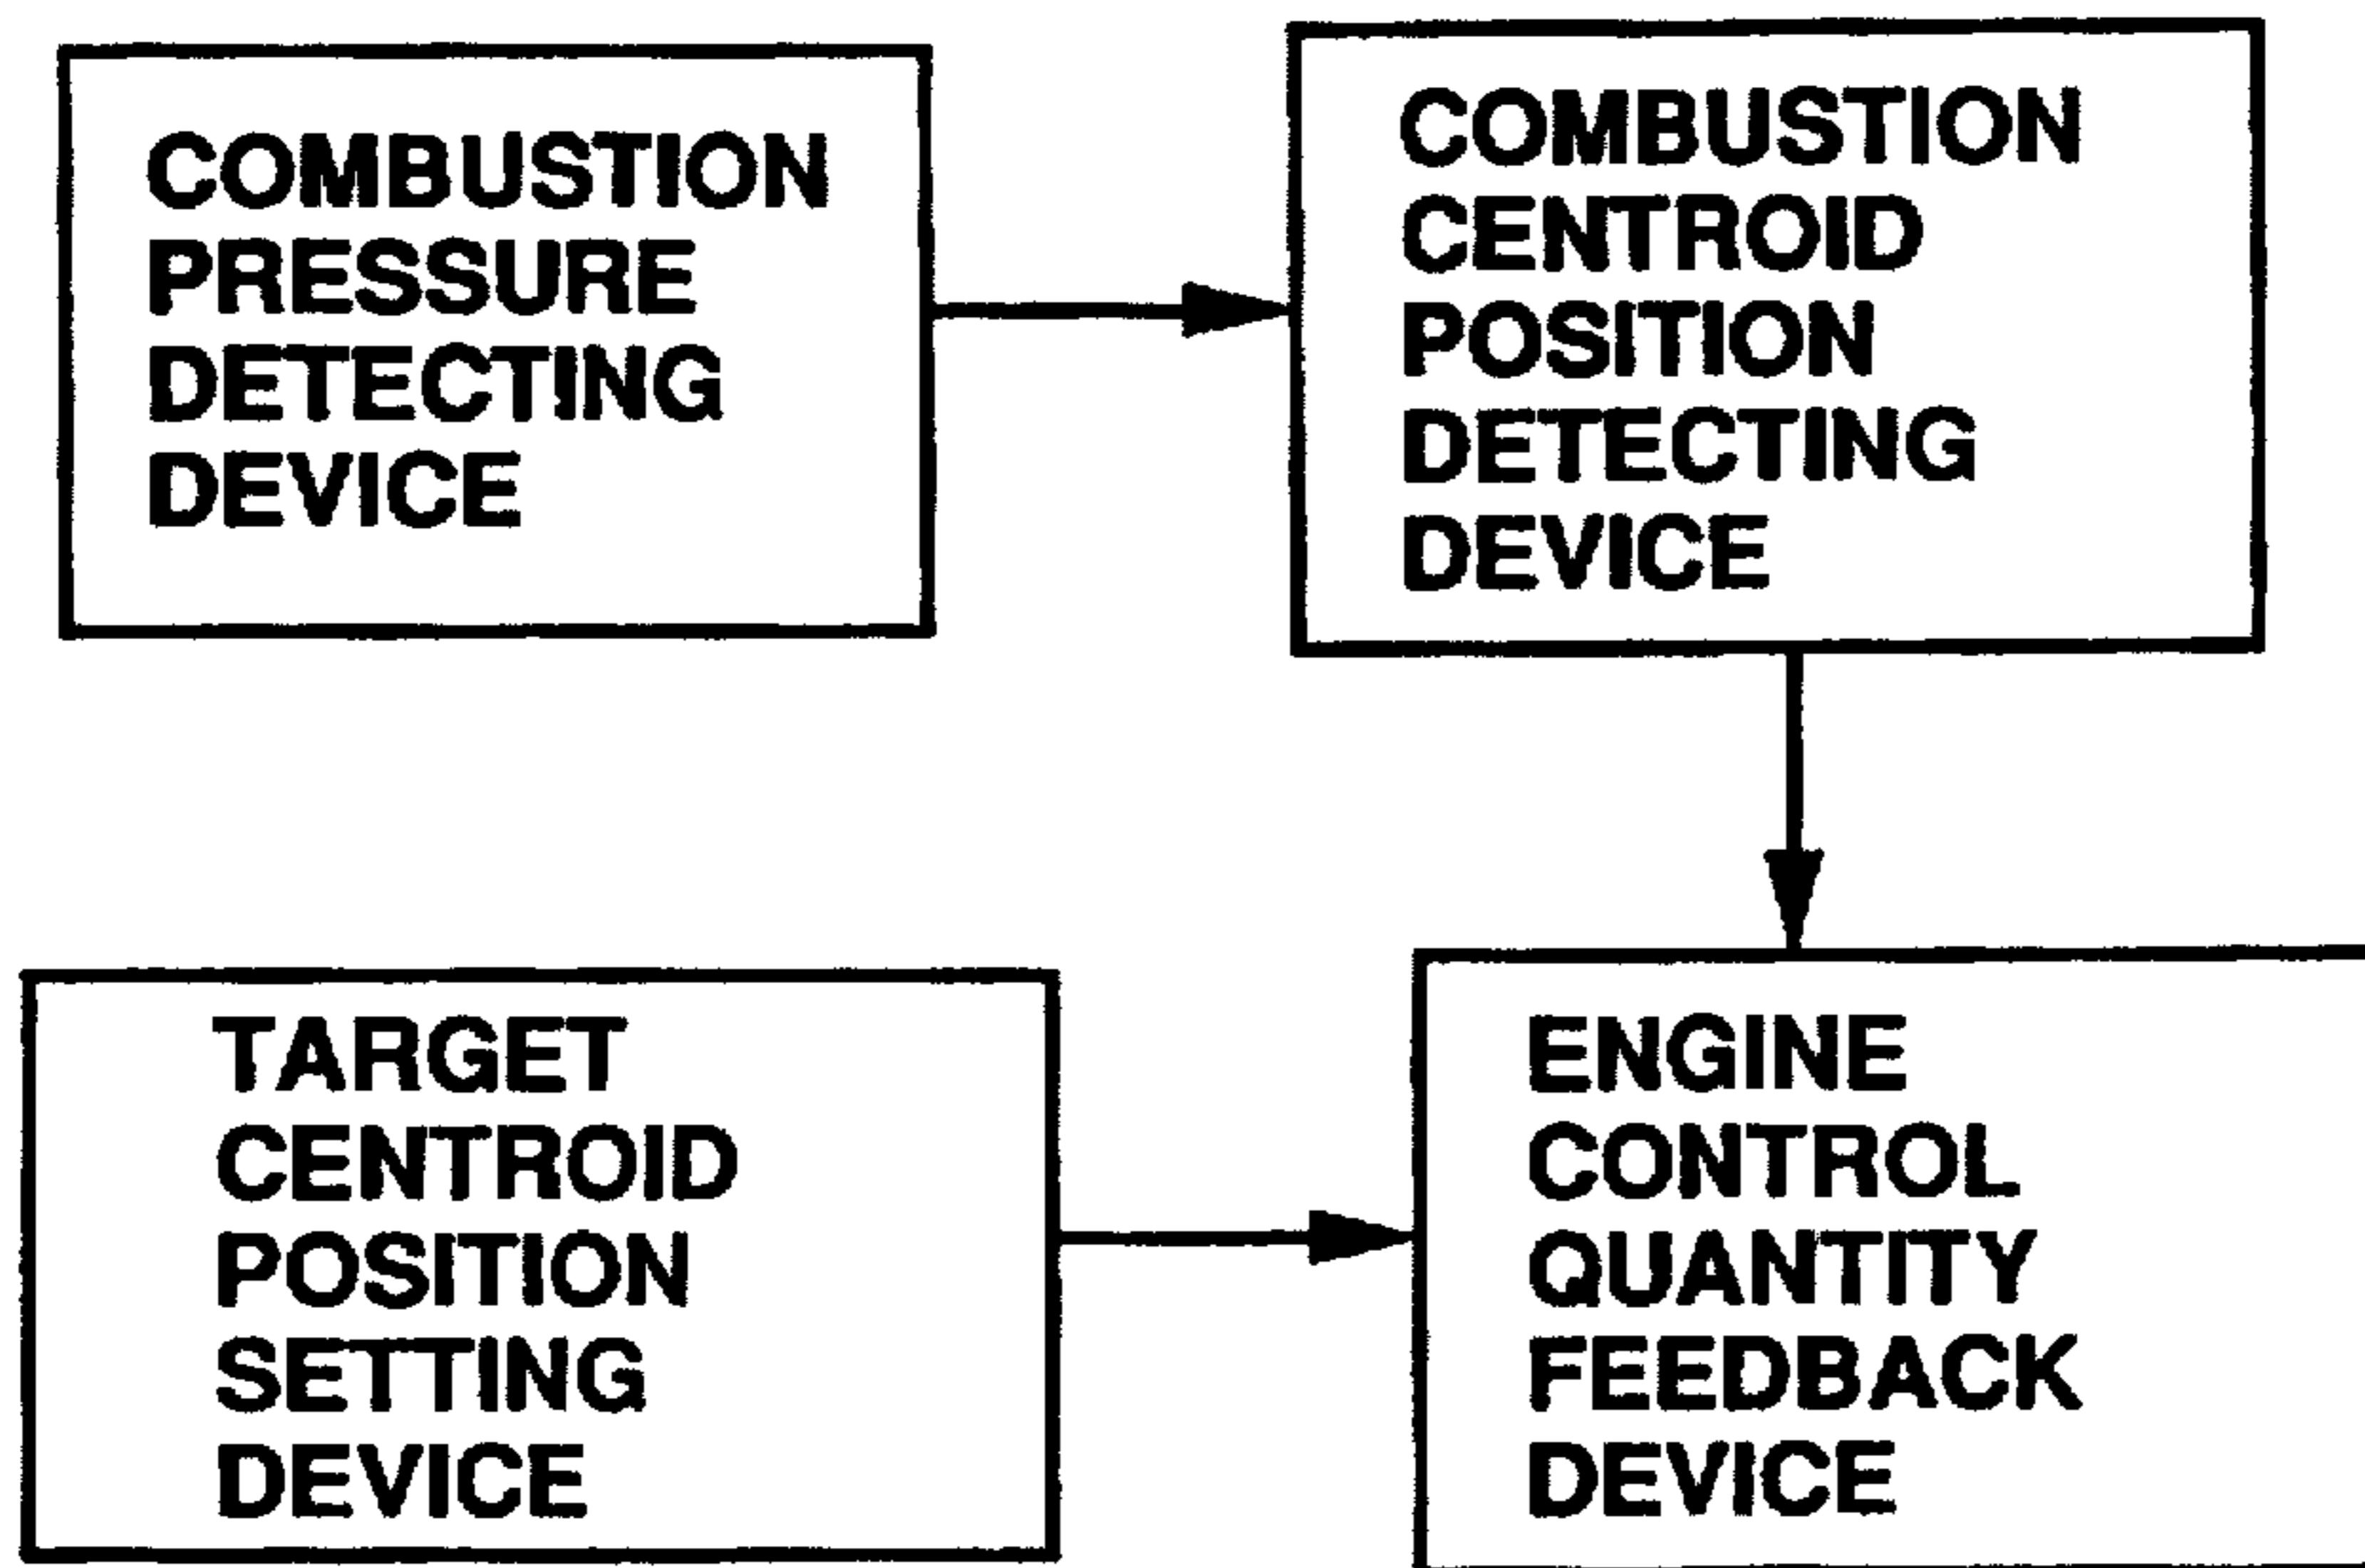 COMBUSTION
PRESSURE
DETECTING
DEVICE
COMBUSTION
CENTROID
POSITION
DETECTING
DEVICE
TARGET
CENTROID
POSITION
SETTING
DEVICE
ENGINE
CONTROL
QUANTITY
FEEDBACK
DEVICE